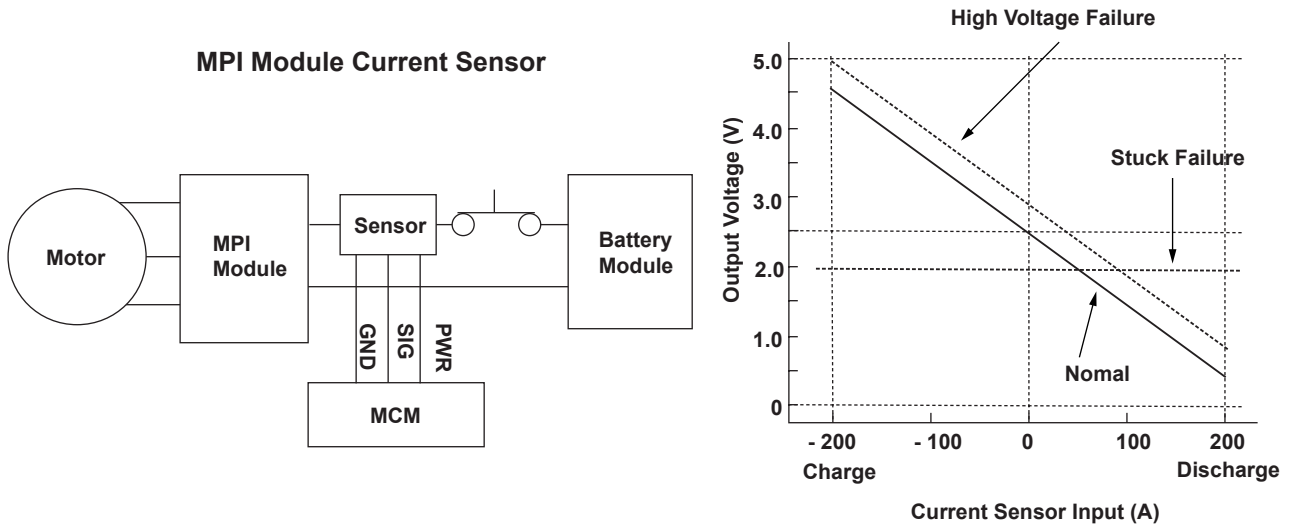 MPI Module Current Sensor
Motor
MPI
Module
Sensor
Battery
Module
GND
SIG
PWR
MCM
High Voltage Failure
Stuck Failure
Nomal
Output Voltage (V)
5.0
4.0
3.0
2.0
1.0
0
- 200
- 100
0
100
200
Charge
Discharge
Current Sensor Input (A)